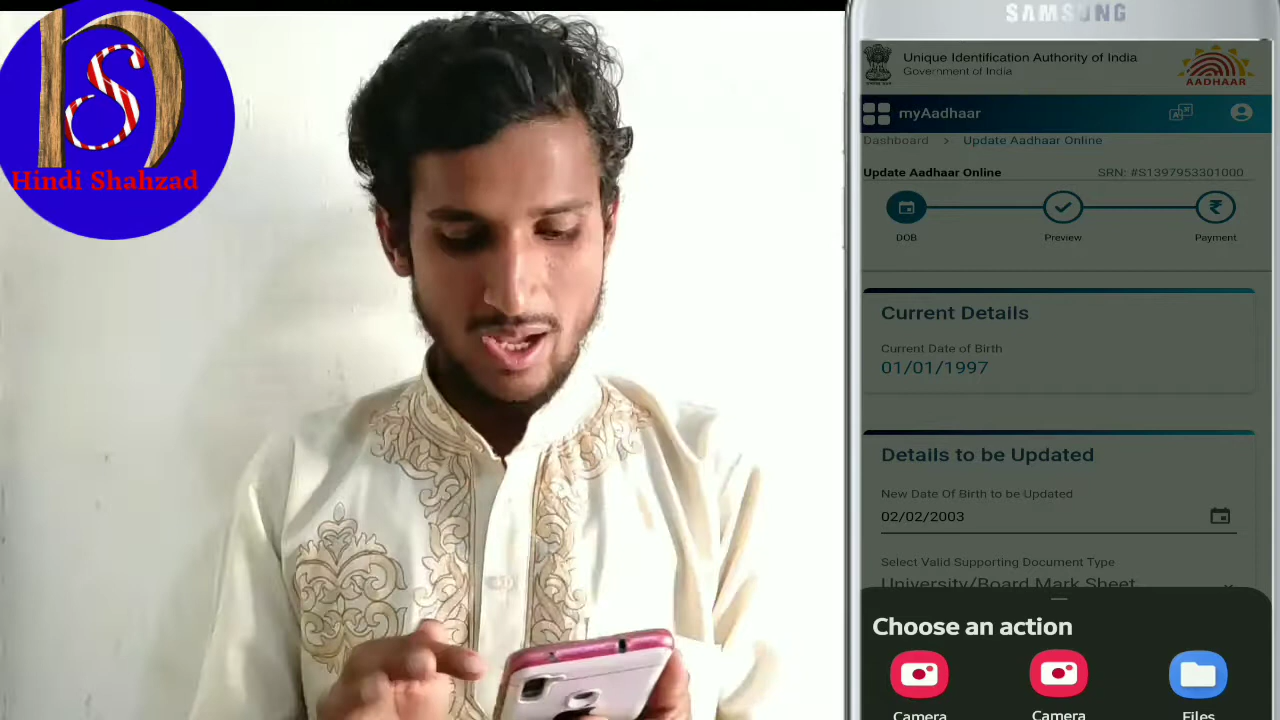 Hindi Shahzad
SAMSUNG
Unique Identification Authority of India
Government of India
AADHAAR
myAadhaar
Dashboard > Update Aadhaar Online
Update Aadhaar Online SRN: #S1397953301000
DOB Preview Payment
Current Details
Current Date of Birth
01/01/1997
Details to be Updated
New Date Of Birth to be Updated
02/02/2003
Select Valid Supporting Document Type
University/Board Mark Sheet
Choose an action
Camera Camera Files